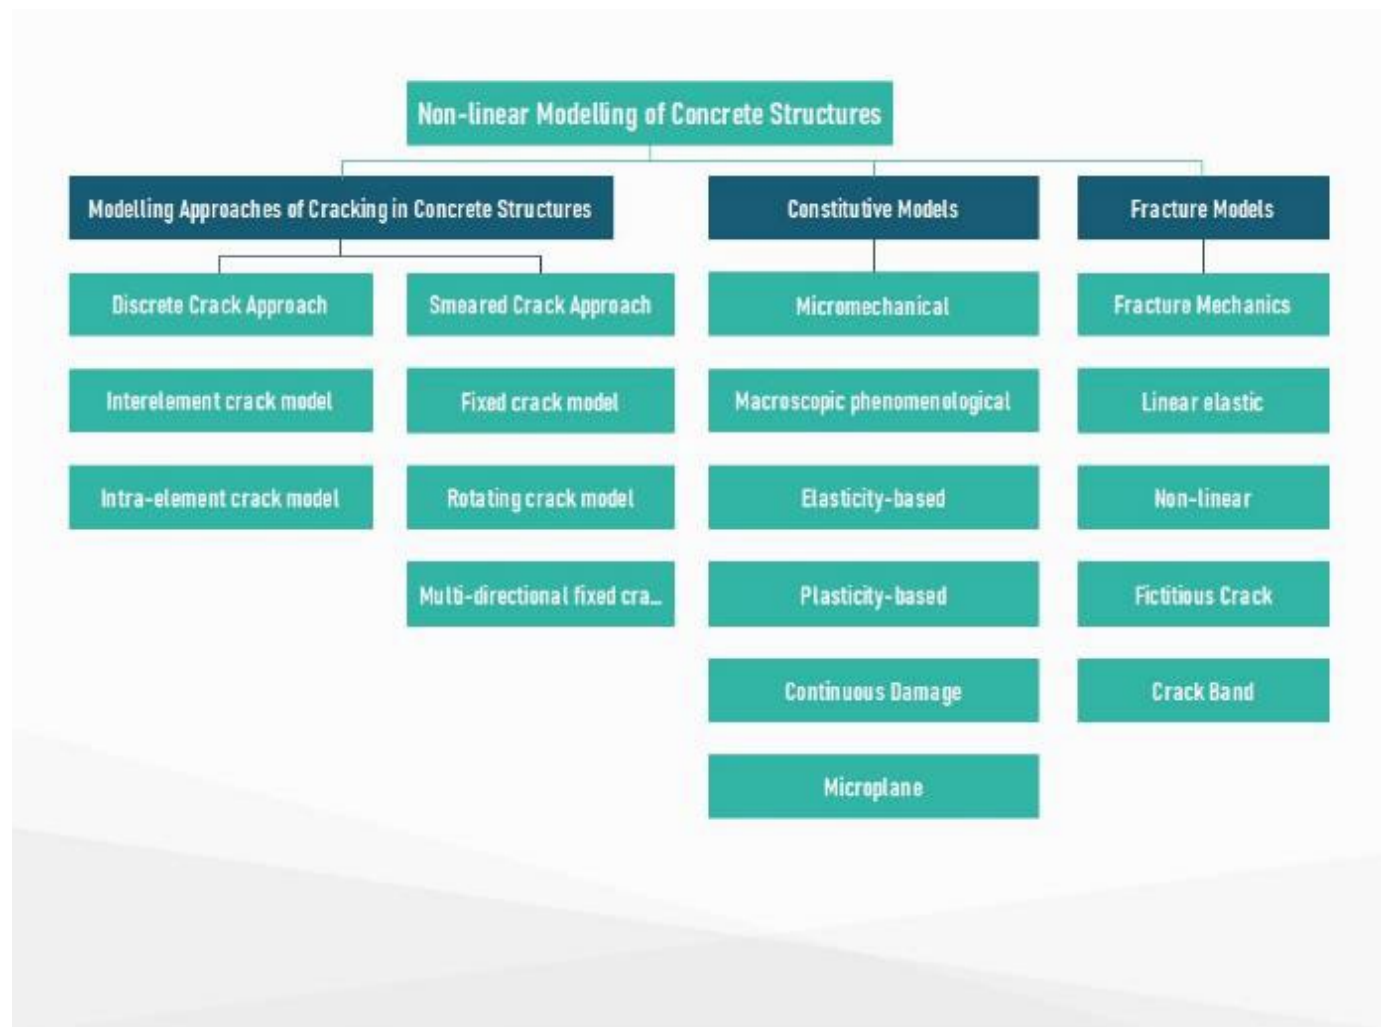 Non-linear Modelling of Concrete Structures
Modelling Approaches of Cracking in Concrete Structures
Discrete Crack Approach
Interelement crack model
Intra-element crack model
Smeared Crack Approach
Fixed crack model
Rotating crack model
Multi-directional fixed cra...
Constitutive Models
Micromechanical
Macroscopic phenomenological
Elasticity-based
Plasticity-based
Continuous Damage
Microplane
Fracture Models
Fracture Mechanics
Linear elastic
Non-linear
Fictitious Crack
Crack Band